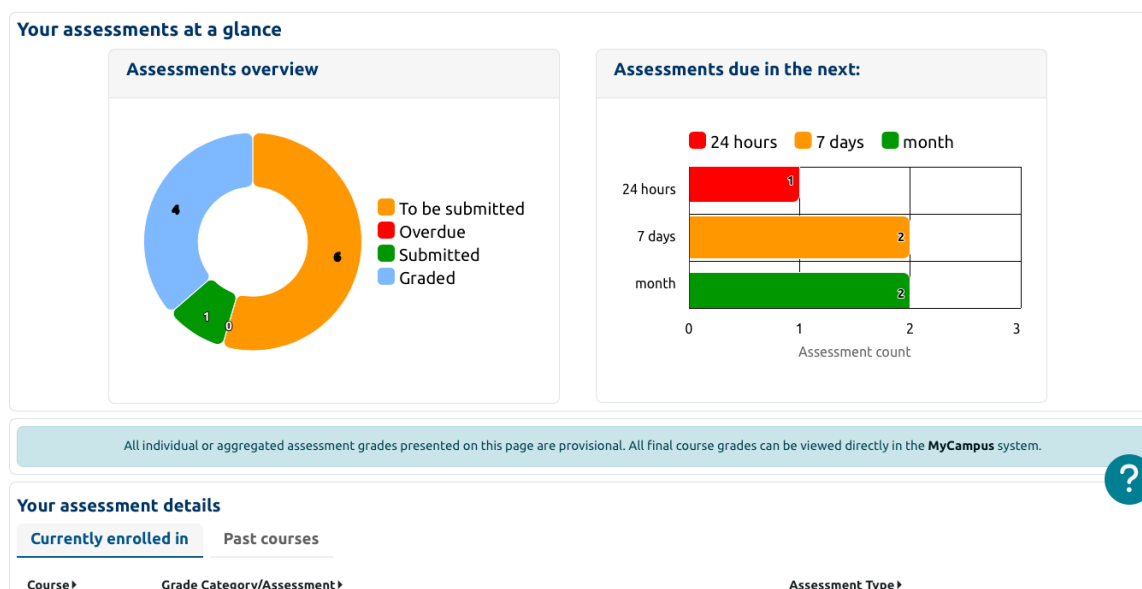 Your assessments at a glance
Assessments overview
4
6
1
0
To be submitted
Overdue
Submitted
Graded
Assessments due in the next:
24 hours 7 days month
24 hours 1
7 days 2
month 2
0 1 2 3
Assessment count
All individual or aggregated assessment grades presented on this page are provisional. All final course grades can be viewed directly in the MyCampus system.
?
Your assessment details
Currently enrolled in Past courses
Course Grade Category/Assessment Assessment Type